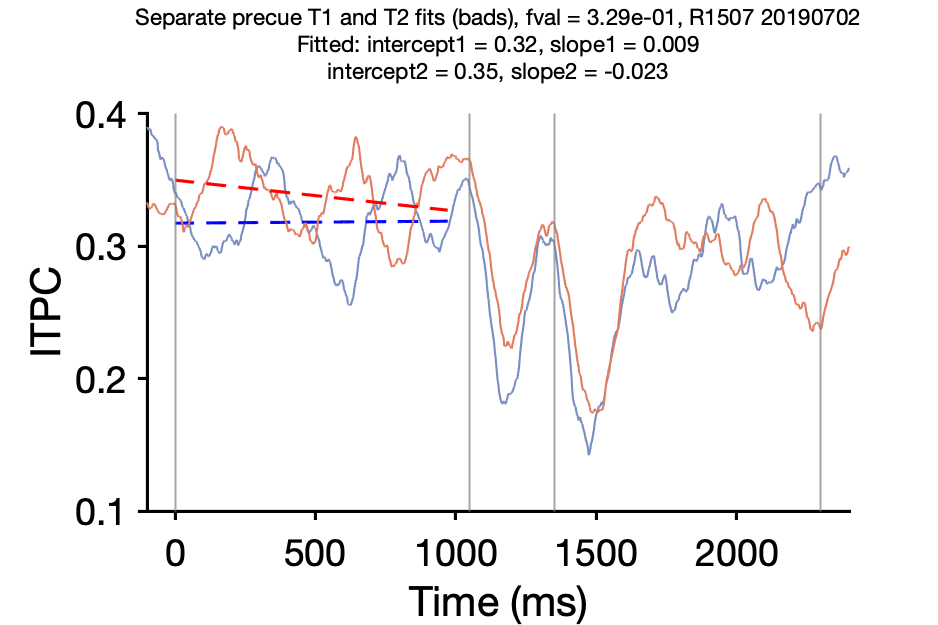 Separate precue T1 and T2 fits (bads), fval = 3.29e-01, R1507 20190702
Fitted: intercept1 = 0.32, slope1 = 0.009
intercept2 = 0.35, slope2 = -0.023
0.4
0.3
0.2
0.1
ITPC
0 500 1000 1500 2000
Time (ms)